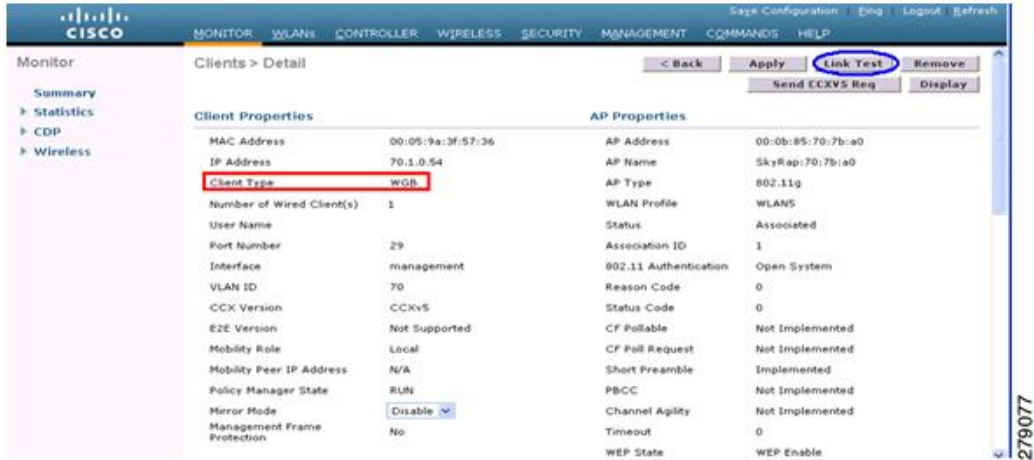 Save Configuration Ping Logout Refresh
CISCO
MONITOR WLANs CONTROLLER WIRELESS SECURITY MANAGEMENT COMMANDS HELP
Monitor
Summary
Statistics
CDP
Wireless
Clients > Detail
< Back Apply Link Test Remove
Send CCXV5 Req Display
Client Properties
MAC Address 00:05:9a:3f:57:36
IP Address 70.1.0.54
Client Type WGB
Number of Wired Client(s) 1
User Name
Port Number 29
Interface management
VLAN ID 70
CCX Version CCXv5
E2E Version Not Supported
Mobility Role Local
Mobility Peer IP Address N/A
Policy Manager State RUN
Mirror Mode Disable
Management Frame
Protection No
AP Properties
AP Address 00:0b:85:70:7b:a0
AP Name SkyRap:70:7b:a0
AP Type 802.11g
WLAN Profile WLAN5
Status Associated
Association ID 1
802.11 Authentication Open System
Reason Code 0
Status Code 0
CF Pollable Not Implemented
CF Poll Request Not Implemented
Short Preamble Implemented
PBCC Not Implemented
Channel Agility Not Implemented
Timeout 0
WEP State WEP Enable
279077